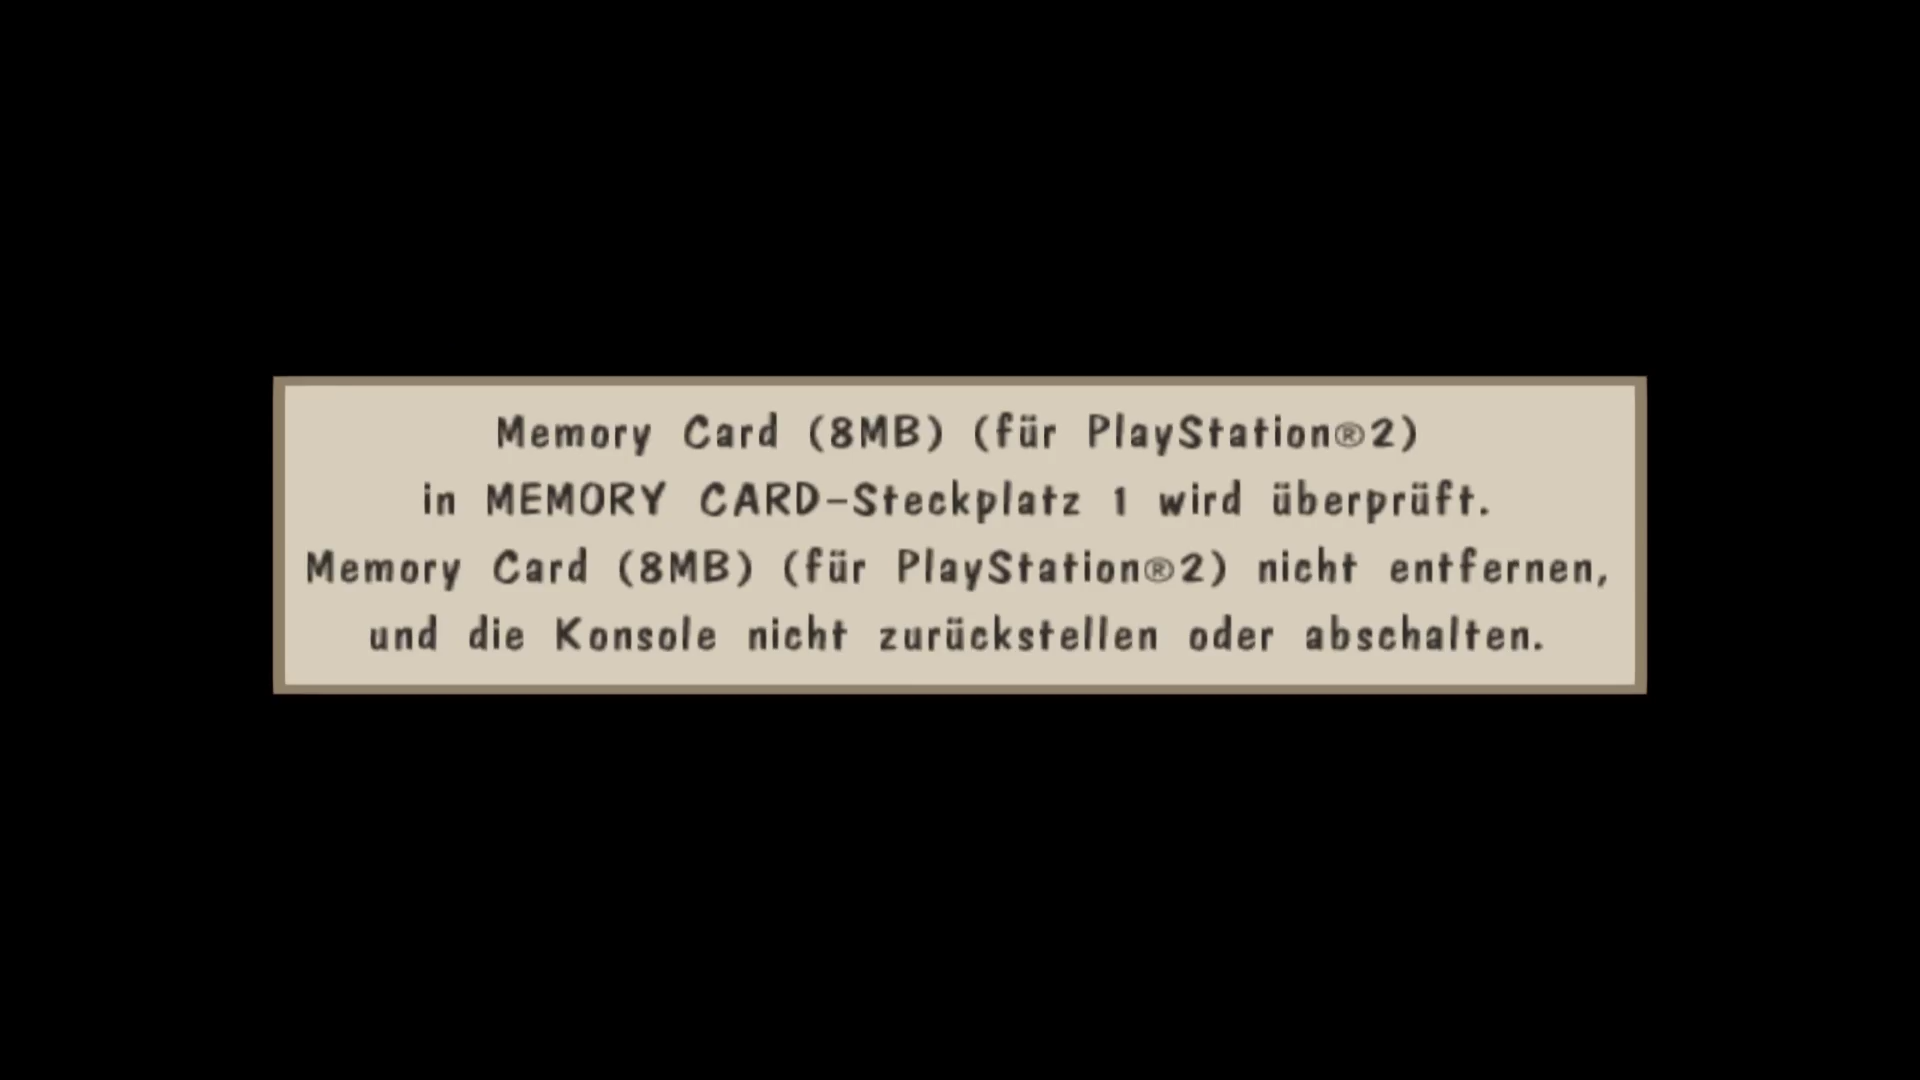 Memory Card (8MB) (für PlayStation®2)
in MEMORY CARD-Steckplatz 1 wird überprüft.
Memory Card (8MB) (für PlayStation®2) nicht entfernen,
und die Konsole nicht zurückstellen oder abschalten.